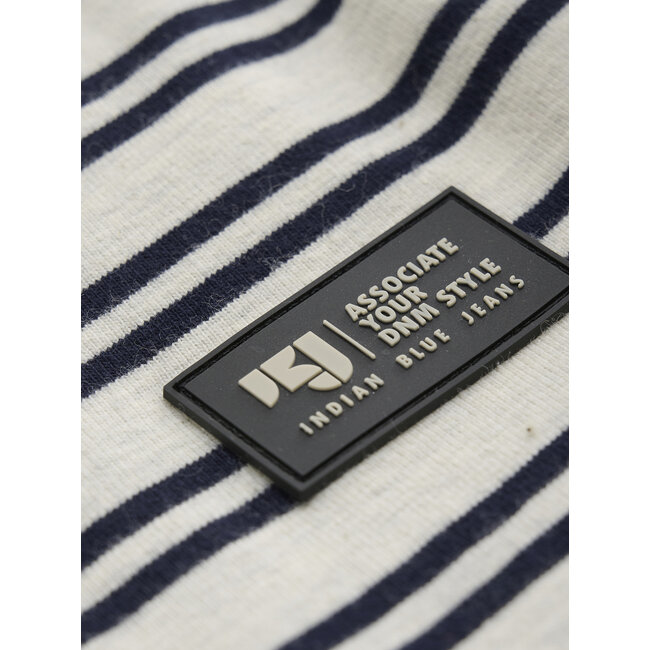 IBJ
ASSOCIATE
YOUR
DNM STYLE
INDIAN BLUE JEANS